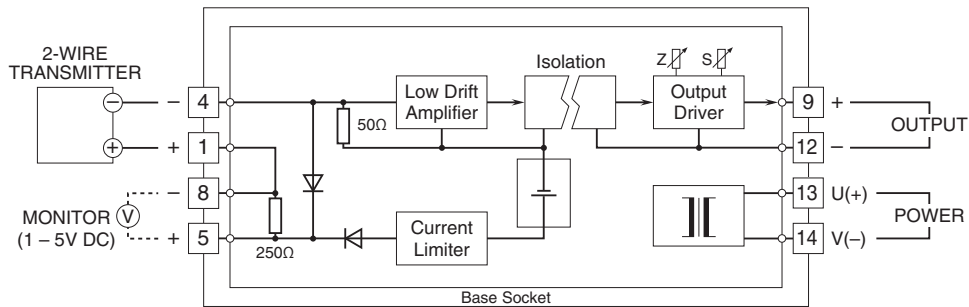 2-WIRE
TRANSMITTER
−
+
− 4
+ 1
− 8
+ 5
MONITOR
(1 – 5V DC)
V
250Ω
50Ω
Low Drift
Amplifier
Current
Limiter
Isolation
Z
S
Output
Driver
9 +
12 −
OUTPUT
13 U(+)
14 V(−)
POWER
Base Socket